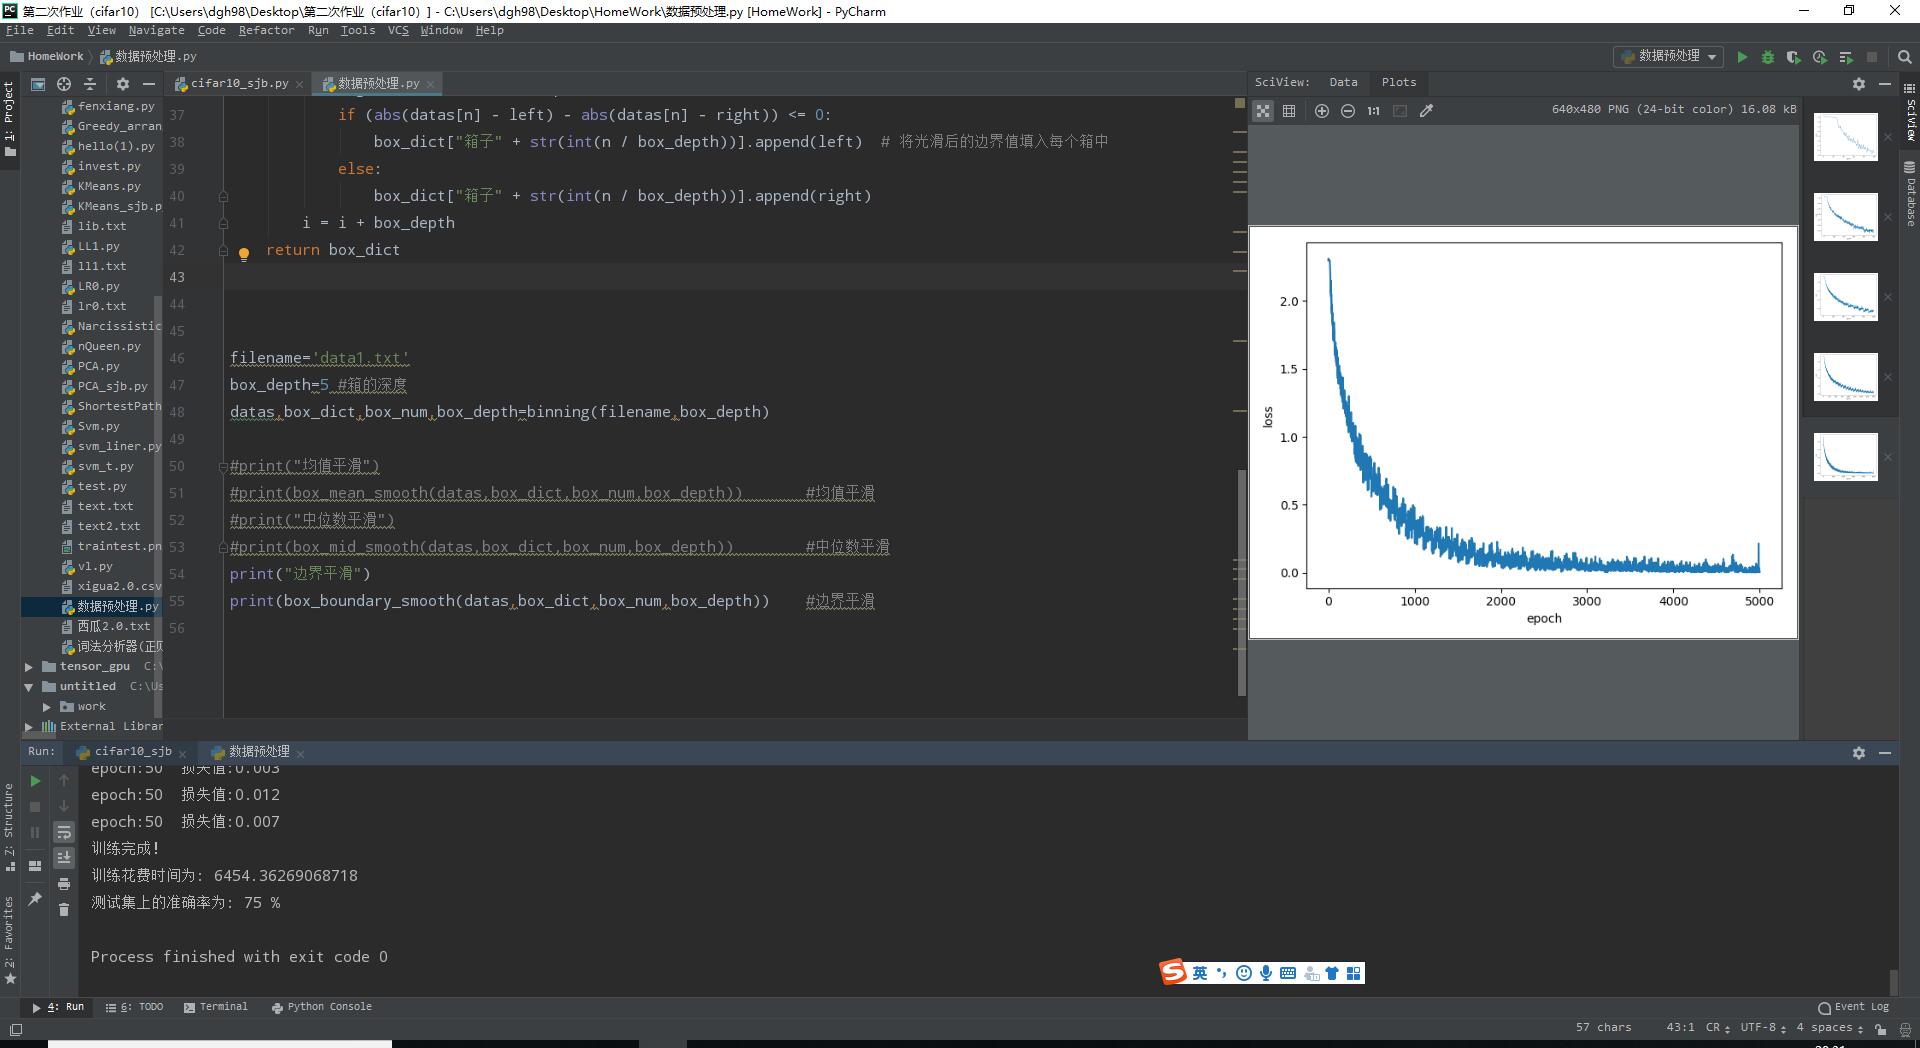 第二次作业（cifar10） [C:\Users\dgh98\Desktop\第二次作业（cifar10）] - C:\Users\dgh98\Desktop\HomeWork\数据预处理.py [HomeWork] - PyCharm
File Edit View Navigate Code Refactor Run Tools VCS Window Help
HomeWork 数据预处理.py
数据预处理
1: Project
fenxiang.py
Greedy_arran
hello(1).py
invest.py
KMeans.py
KMeans_sjb.p
lib.txt
LL1.py
ll1.txt
LR0.py
lr0.txt
Narcissistic
nQueen.py
PCA.py
PCA_sjb.py
ShortestPath
Svm.py
svm_liner.py
svm_t.py
test.py
text.txt
text2.txt
traintest.pn
vl.py
xigua2.0.csv
数据预处理.py
西瓜2.0.txt
词法分析器(正则
tensor_gpu C:\
untitled C:\Us
work
External Librar
cifar10_sjb.py 数据预处理.py
37 if (abs(datas[n] - left) - abs(datas[n] - right)) <= 0:
38 box_dict["箱子" + str(int(n / box_depth))].append(left) # 将光滑后的边界值填入每个箱中
39 else:
40 box_dict["箱子" + str(int(n / box_depth))].append(right)
41 i = i + box_depth
42 return box_dict
43
44
45
46 filename='data1.txt'
47 box_depth=5 #箱的深度
48 datas,box_dict,box_num,box_depth=binning(filename,box_depth)
49
50 #print("均值平滑")
51 #print(box_mean_smooth(datas,box_dict,box_num,box_depth)) #均值平滑
52 #print("中位数平滑")
53 #print(box_mid_smooth(datas,box_dict,box_num,box_depth)) #中位数平滑
54 print("边界平滑")
55 print(box_boundary_smooth(datas,box_dict,box_num,box_depth)) #边界平滑
56
SciView: Data Plots
1:1 640x480 PNG (24-bit color) 16.08 kB
loss
2.0
1.5
1.0
0.5
0.0
0 1000 2000 3000 4000 5000
epoch
SciView
Database
Run: cifar10_sjb 数据预处理
epoch:50 损失值:0.003
epoch:50 损失值:0.012
epoch:50 损失值:0.007
训练完成!
训练花费时间为: 6454.36269068718
测试集上的准确率为: 75 %
Process finished with exit code 0
Z: Structure
2: Favorites
英
4: Run 6: TODO Terminal Python Console
Event Log
57 chars 43:1 CR UTF-8 4 spaces